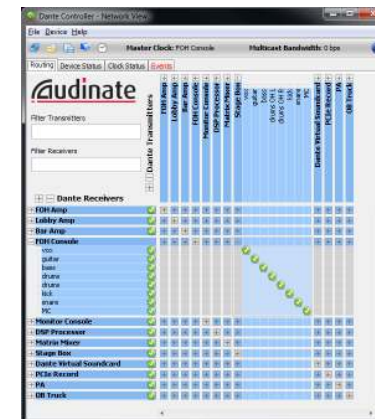 Dante Controller - Network View
File Device Help
Master Clock: FOH Console
Multicast Bandwidth: 0 bps
Routing
Device Status
Clock Status
Events
Audinate
Filter Transmitters
Filter Receivers
Dante Transmitters
FOH Amp
Lobby Amp
Bar Amp
FOH Console
Monitor Console
DSP Processor
Matrix Mixer
Stage Box
vox
guitar
bass
drums OH L
drums OH R
kick
snare
MC
Dante Virtual Soundcard
PCIe Record
PA
OB Truck
Dante Receivers
FOH Amp
Lobby Amp
Bar Amp
FOH Console
vox
guitar
bass
drums
drums
kick
snare
MC
Monitor Console
DSP Processor
Matrix Mixer
Stage Box
Dante Virtual Soundcard
PCIe Record
PA
OB Truck